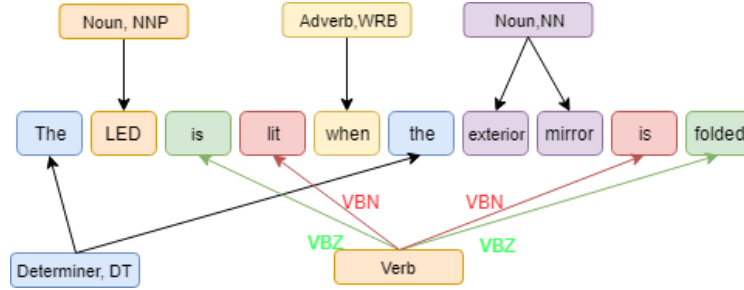 Noun, NNP
Adverb,WRB
Noun,NN
The LED is lit when the exterior mirror is folded
VBN VBN
VBZ VBZ
Determiner, DT
Verb